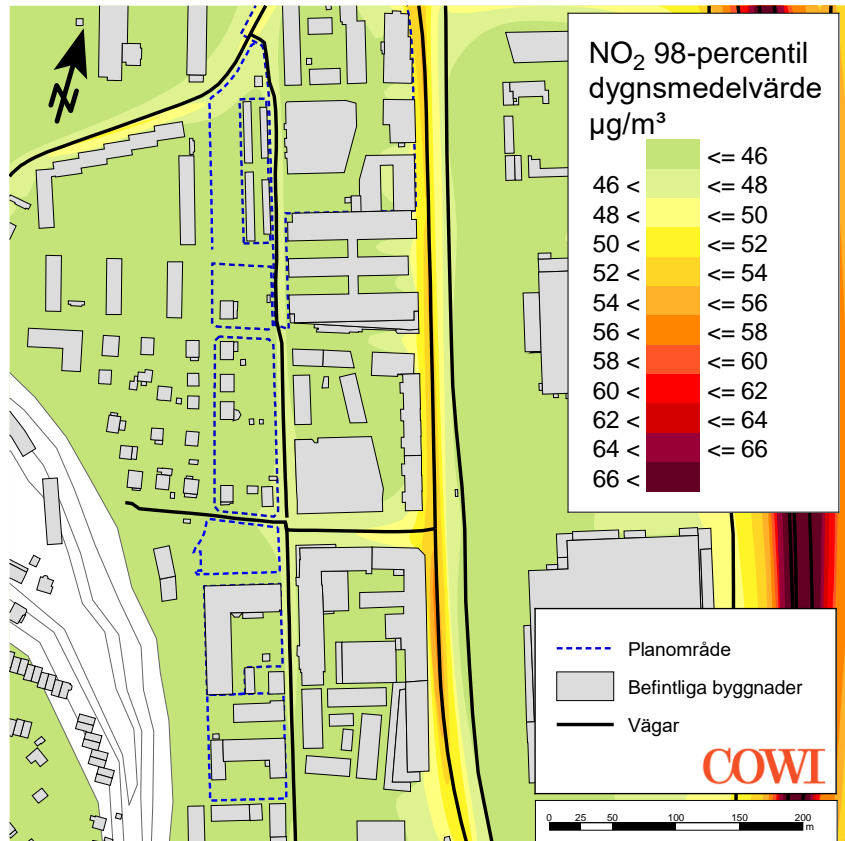 NO₂ 98-percentil
dygnsmedelvärde
µg/m³
<= 46
46 < <= 48
48 < <= 50
50 < <= 52
52 < <= 54
54 < <= 56
56 < <= 58
58 < <= 60
60 < <= 62
62 < <= 64
64 < <= 66
66 <
N
Planområde
Befintliga byggnader
Vägar
COWI
0 25 50 100 150 200
m